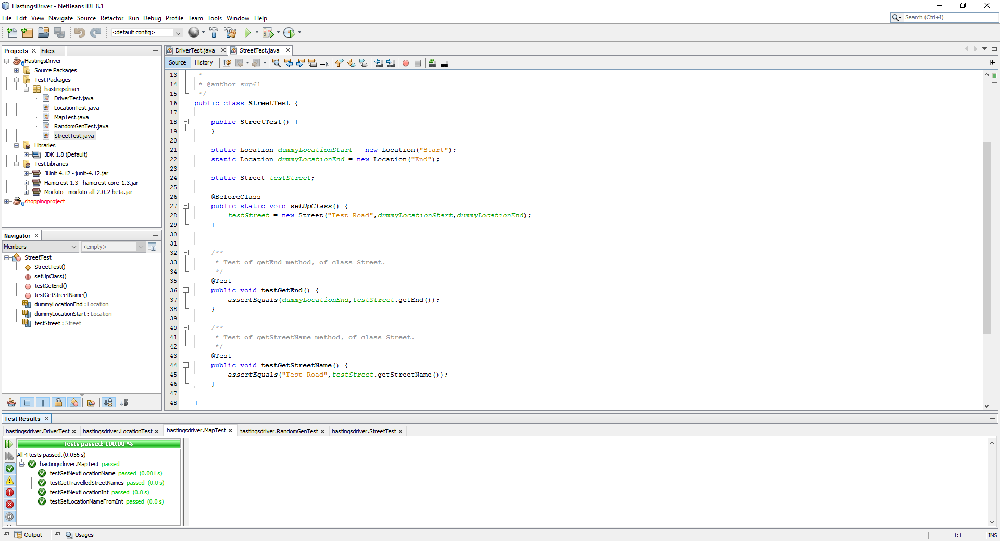 HastingsDriver - NetBeans IDE 8.1
File Edit View Navigate Source Refactor Run Debug Profile Team Tools Window Help
Search (Ctrl+I)
<default config>
Projects Files
HastingsDriver
Source Packages
Test Packages
hastingsdriver
DriverTest.java
LocationTest.java
MapTest.java
RandomGenTest.java
StreetTest.java
Libraries
JDK 1.8 (Default)
Test Libraries
JUnit 4.12 - junit-4.12.jar
Hamcrest 1.3 - hamcrest-core-1.3.jar
Mockito - mockito-all-2.0.2-beta.jar
shoppingproject
Navigator
Members <empty>
StreetTest
StreetTest()
setUpClass()
testGetEnd()
testGetStreetName()
dummyLocationEnd : Location
dummyLocationStart : Location
testStreet : Street
DriverTest.java StreetTest.java
Source History
13 *
14 * @author sup61
15 */
16 public class StreetTest {
17
18 public StreetTest() {
19 }
20
21 static Location dummyLocationStart = new Location("Start");
22 static Location dummyLocationEnd = new Location("End");
23
24 static Street testStreet;
25
26 @BeforeClass
27 public static void setUpClass() {
28 testStreet = new Street("Test Road",dummyLocationStart,dummyLocationEnd);
29 }
30
31
32 /**
33 * Test of getEnd method, of class Street.
34 */
35 @Test
36 public void testGetEnd() {
37 assertEquals(dummyLocationEnd,testStreet.getEnd());
38 }
39
40 /**
41 * Test of getStreetName method, of class Street.
42 */
43 @Test
44 public void testGetStreetName() {
45 assertEquals("Test Road",testStreet.getStreetName());
46 }
47
48 }
Test Results
hastingsdriver.DriverTest hastingsdriver.LocationTest hastingsdriver.MapTest hastingsdriver.RandomGenTest hastingsdriver.StreetTest
Tests passed: 100.00 %
All 4 tests passed.(0.056 s)
hastingsdriver.MapTest passed
testGetNextLocationName passed (0.001 s)
testGetTravelledStreetNames passed (0.0 s)
testGetNextLocationInt passed (0.0 s)
testGetLocationNameFromInt passed (0.0 s)
Output Usages
1:1 INS